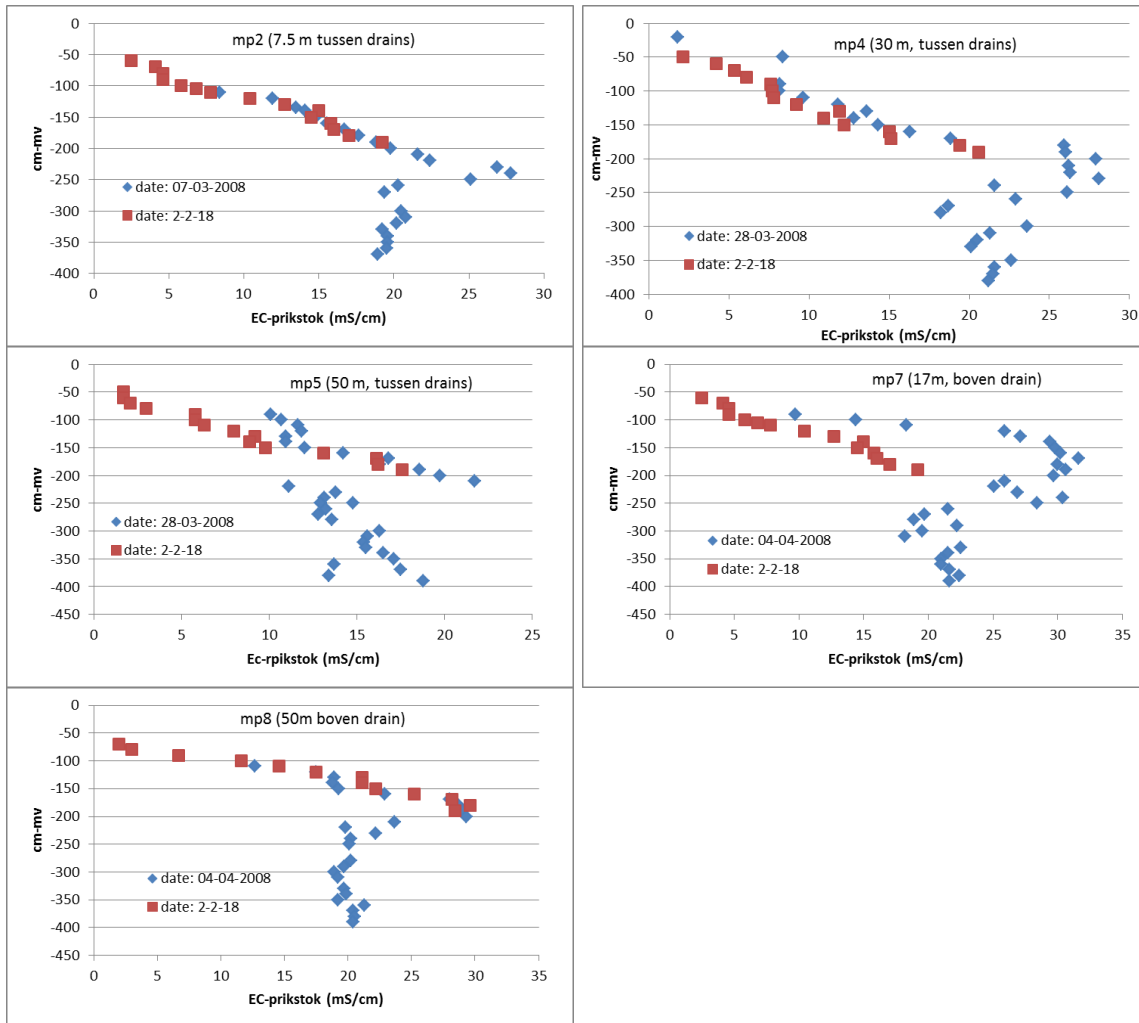 mp2 (7.5 m tussen drains)
0
-50
-100
-150
-200
-250
-300
-350
-400
cm-mv
date: 07-03-2008
date: 2-2-18
0 5 10 15 20 25 30
EC-prikstok (mS/cm)
mp4 (30 m, tussen drains)
0
-50
-100
-150
-200
-250
-300
-350
-400
cm-mv
date: 28-03-2008
date: 2-2-18
0 5 10 15 20 25 30
EC-prikstok (mS/cm)
mp5 (50 m, tussen drains)
0
-50
-100
-150
-200
-250
-300
-350
-400
-450
cm-mv
date: 28-03-2008
date: 2-2-18
0 5 10 15 20 25
Ec-rpikstok (mS/cm)
mp7 (17m, boven drain)
0
-50
-100
-150
-200
-250
-300
-350
-400
-450
cm-mv
date: 04-04-2008
date: 2-2-18
0 5 10 15 20 25 30 35
EC-prikstok (mS/cm)
mp8 (50m boven drain)
0
-50
-100
-150
-200
-250
-300
-350
-400
-450
cm-mv
date: 04-04-2008
date: 2-2-18
0 5 10 15 20 25 30 35
EC-prikstok (mS/cm)